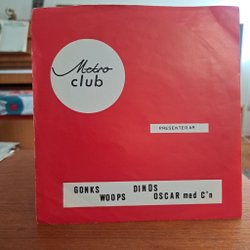 Metro
club
PRESENTERAR
GONKS DINOS
WOOPS OSCAR med C'n